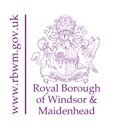 www.rbwm.gov.uk
Royal Borough
of Windsor &
Maidenhead